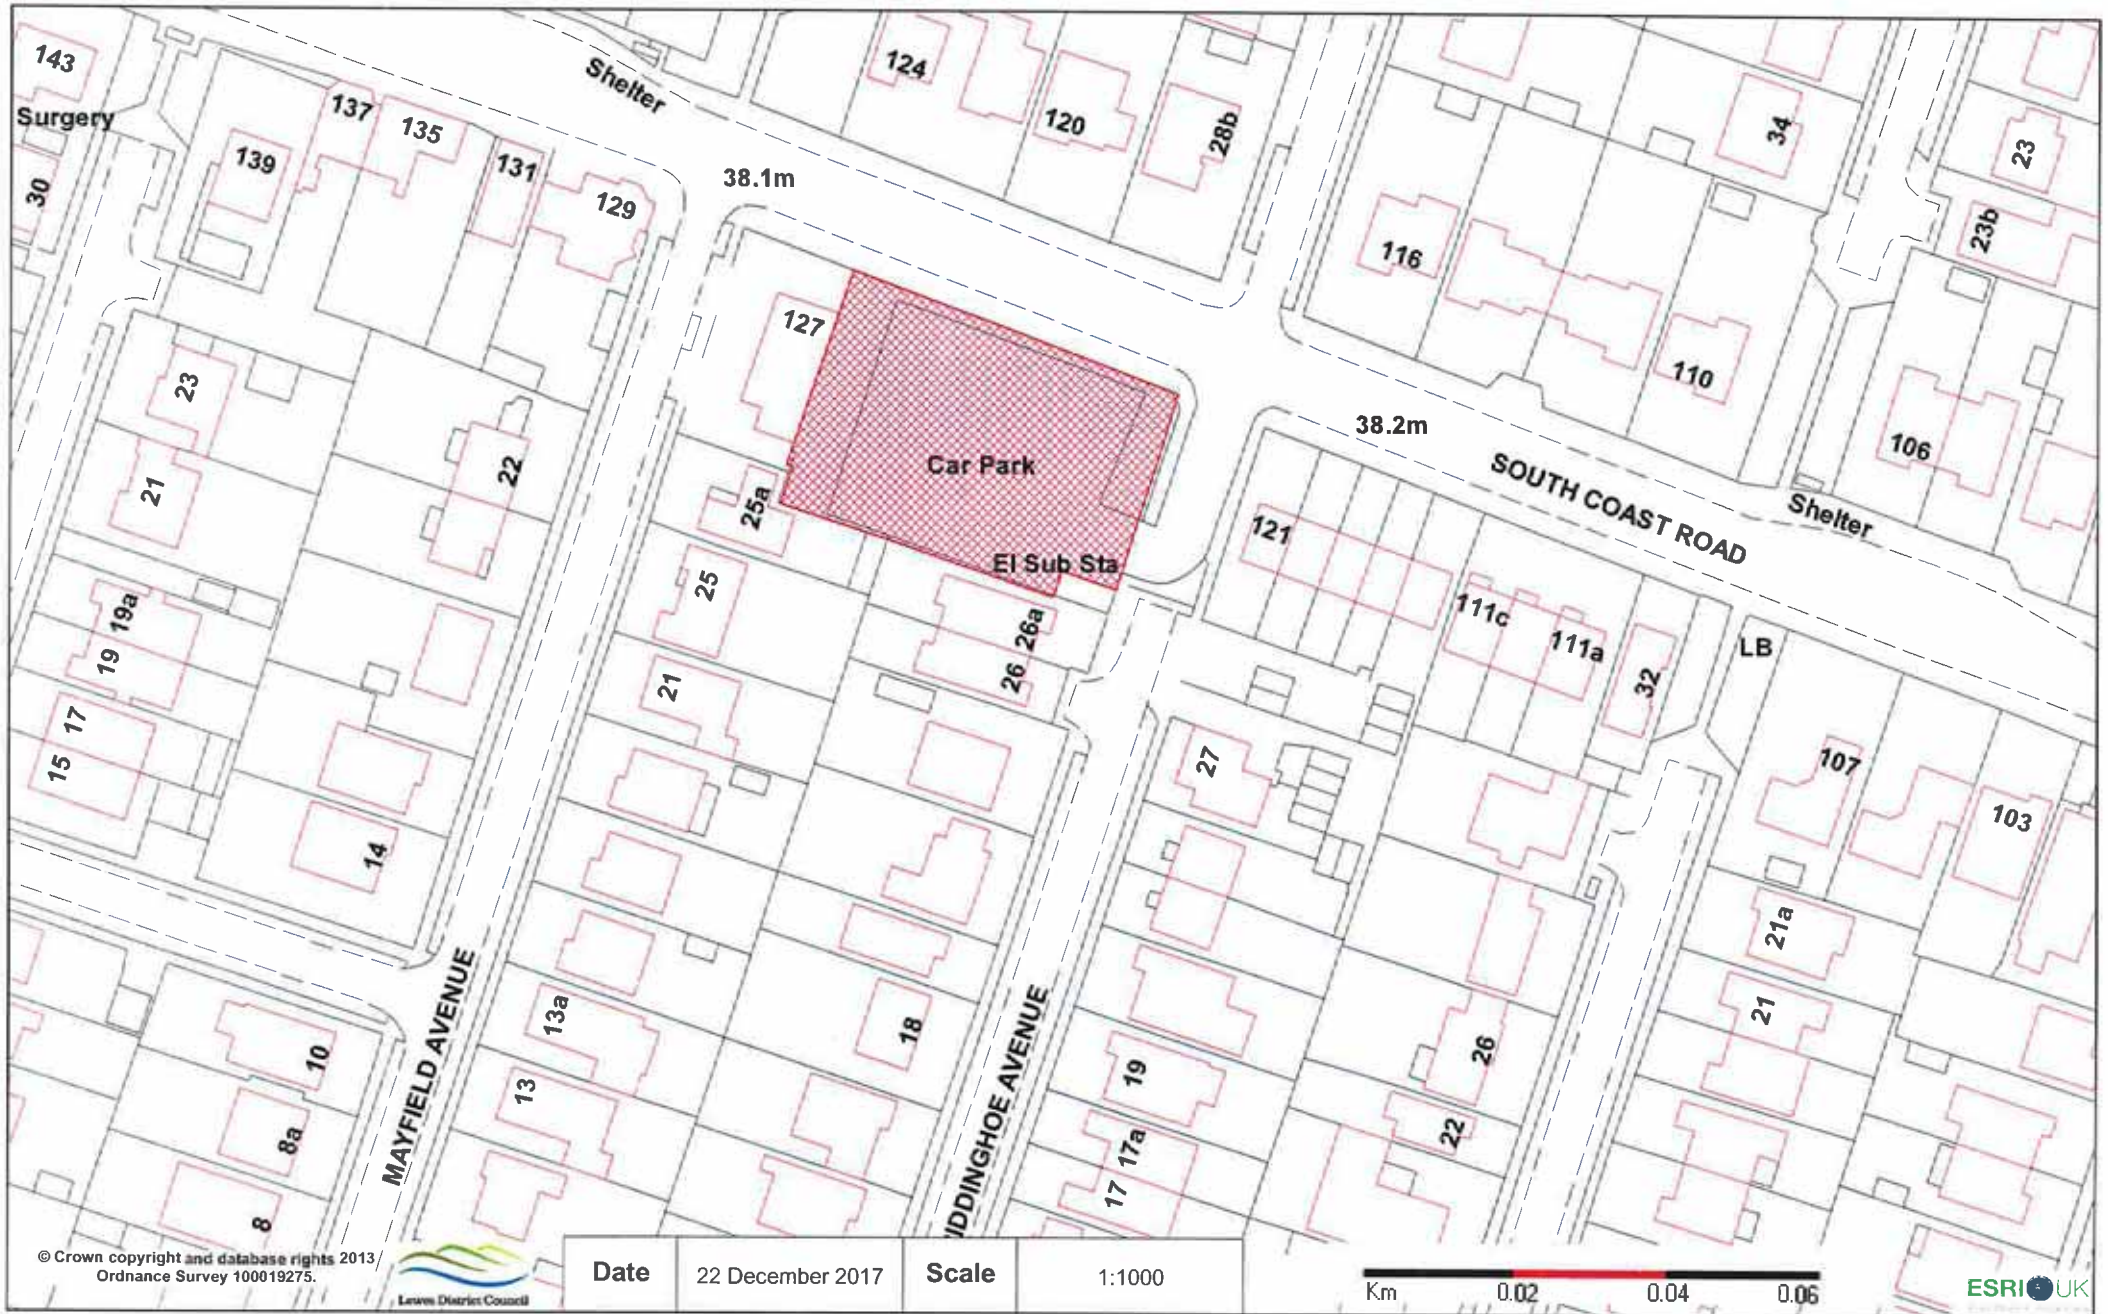 143
Surgery
30
139
137
135
131
129
Shelter
38.1m
124
120
28b
116
34
23
23b
110
106
127
Car Park
38.2m
SOUTH COAST ROAD
Shelter
23
21
22
25a
El Sub Sta
121
111c
111a
32
LB
19a
19
17
15
25
26a
26
21
27
107
103
14
21a
21
13a
13
18
19
26
22
17a
17
10
8a
8
MAYFIELD AVENUE
IDDINGHOE AVENUE
© Crown copyright and database rights 2013
Ordnance Survey 100019275.
Lewes District Council
Date 22 December 2017 Scale 1:1000
Km 0.02 0.04 0.06
ESRI UK